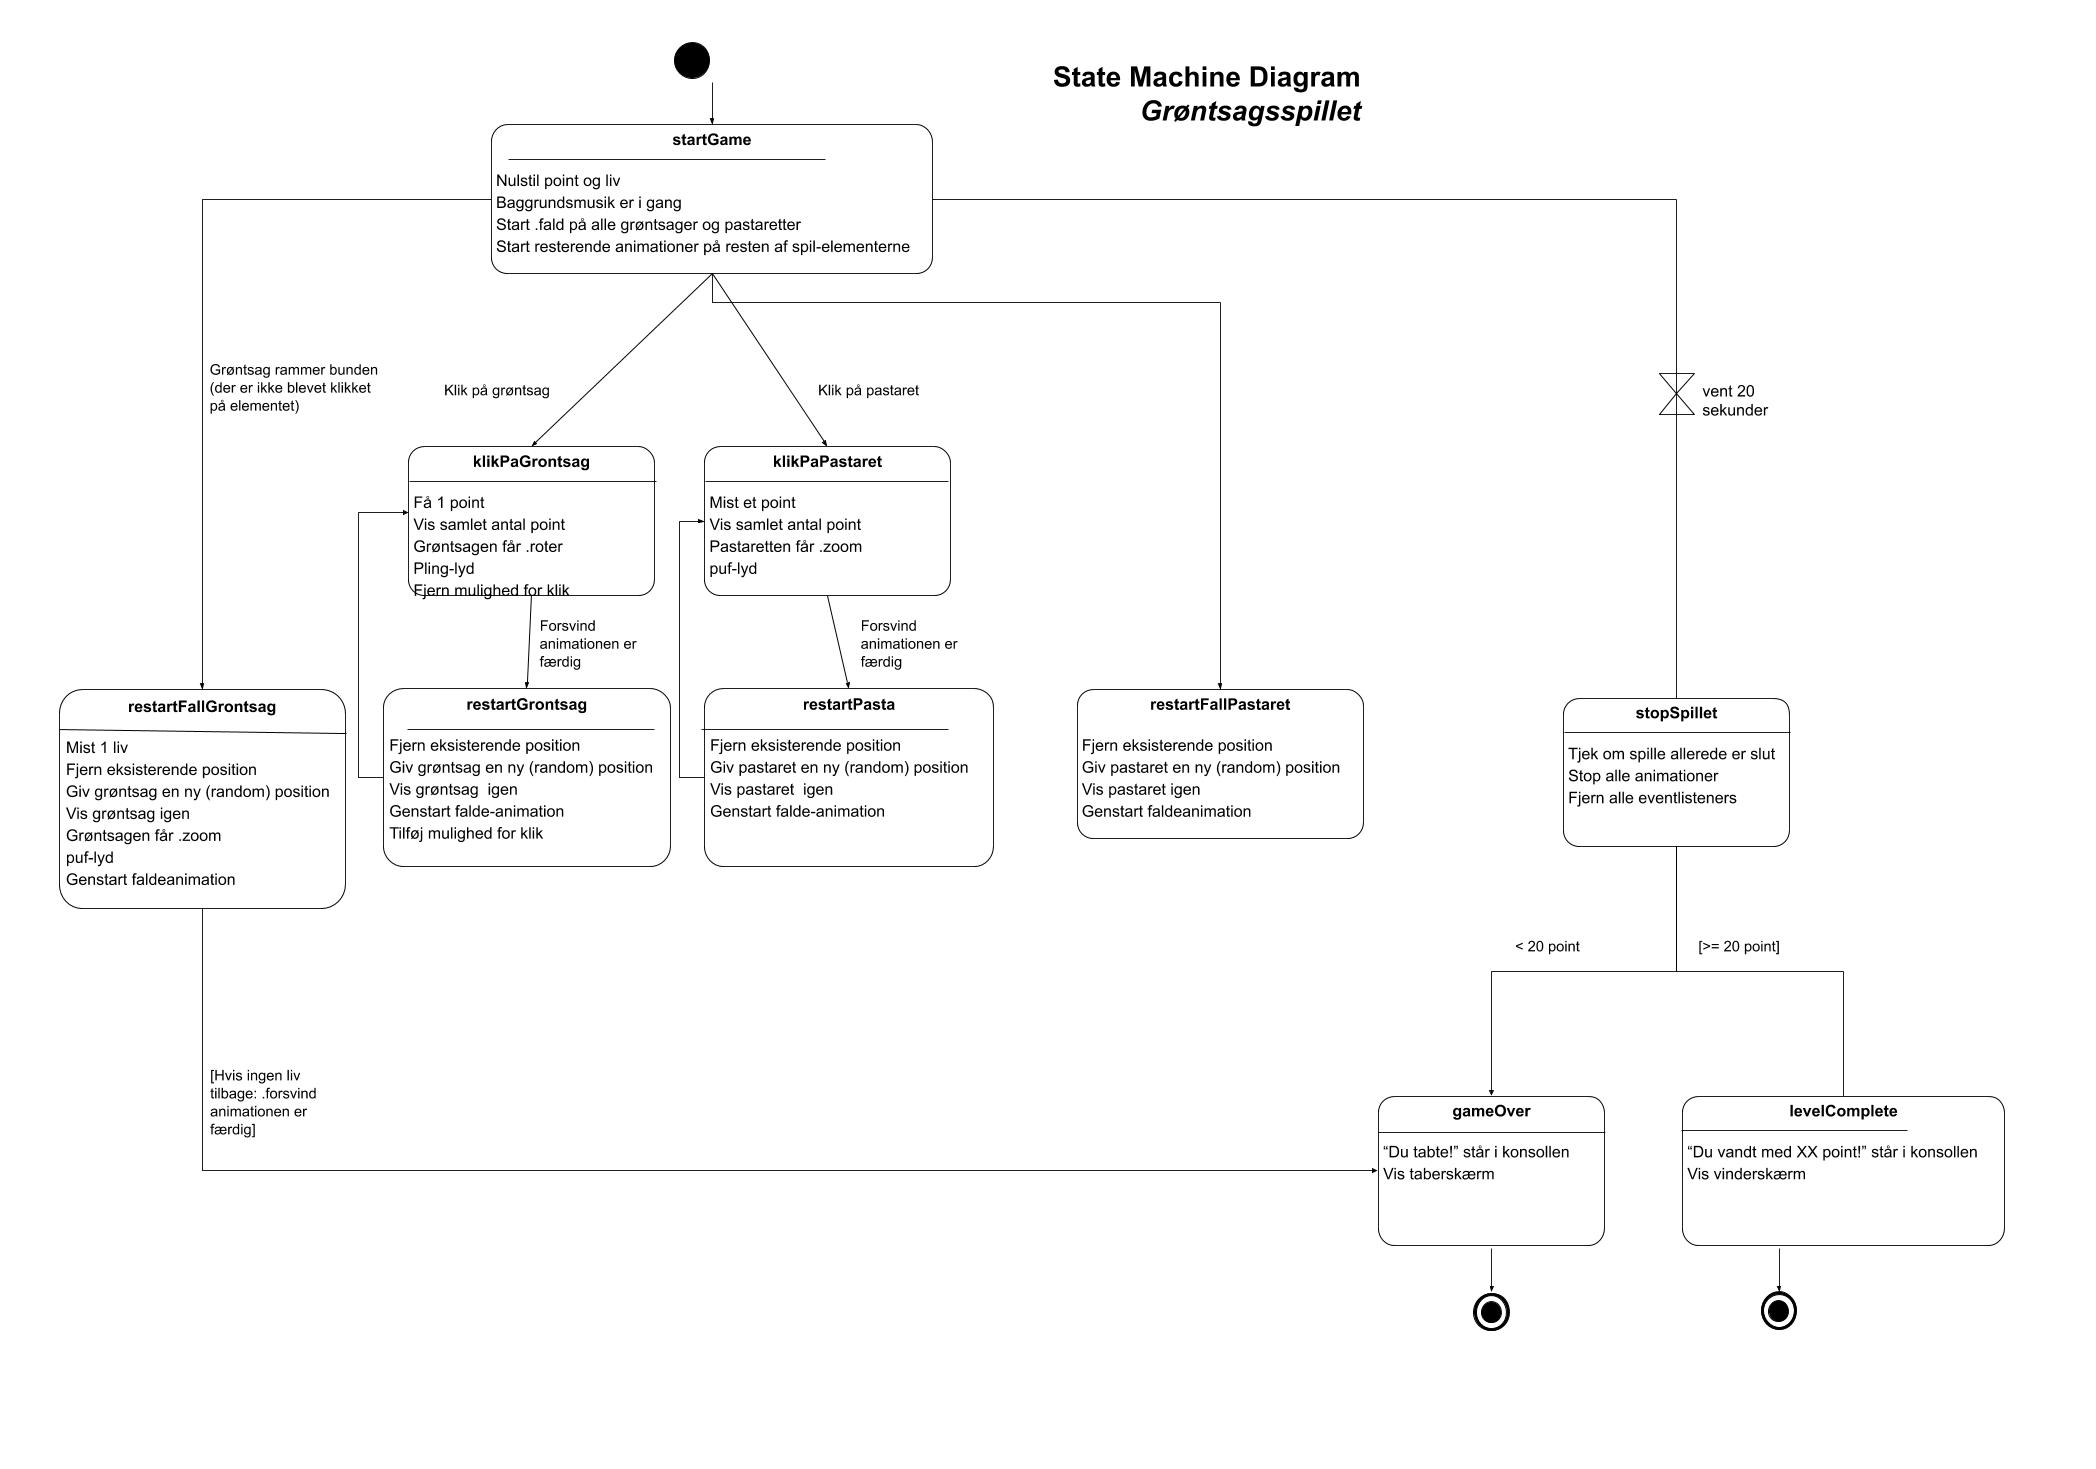 State Machine Diagram
Grøntsagsspillet
startGame
Nulstil point og liv
Baggrundsmusik er i gang
Start .fald på alle grøntsager og pastaretter
Start resterende animationer på resten af spil-elementerne
Grøntsag rammer bunden
(der er ikke blevet klikket
på elementet)
Klik på grøntsag
Klik på pastaret
vent 20
sekunder
klikPaGrontsag
Få 1 point
Vis samlet antal point
Grøntsagen får .roter
Pling-lyd
Fjern mulighed for klik
klikPaPastaret
Mist et point
Vis samlet antal point
Pastaretten får .zoom
puf-lyd
Forsvind
animationen er
færdig
Forsvind
animationen er
færdig
restartFallGrontsag
Mist 1 liv
Fjern eksisterende position
Giv grøntsag en ny (random) position
Vis grøntsag igen
Grøntsagen får .zoom
puf-lyd
Genstart faldeanimation
restartGrontsag
Fjern eksisterende position
Giv grøntsag en ny (random) position
Vis grøntsag  igen
Genstart falde-animation
Tilføj mulighed for klik
restartPasta
Fjern eksisterende position
Giv pastaret en ny (random) position
Vis pastaret  igen
Genstart falde-animation
restartFallPastaret
Fjern eksisterende position
Giv pastaret en ny (random) position
Vis pastaret igen
Genstart faldeanimation
stopSpillet
Tjek om spille allerede er slut
Stop alle animationer
Fjern alle eventlisteners
< 20 point
[>= 20 point]
[Hvis ingen liv
tilbage: .forsvind
animationen er
færdig]
gameOver
“Du tabte!” står i konsollen
Vis taberskærm
levelComplete
“Du vandt med XX point!” står i konsollen
Vis vinderskærm